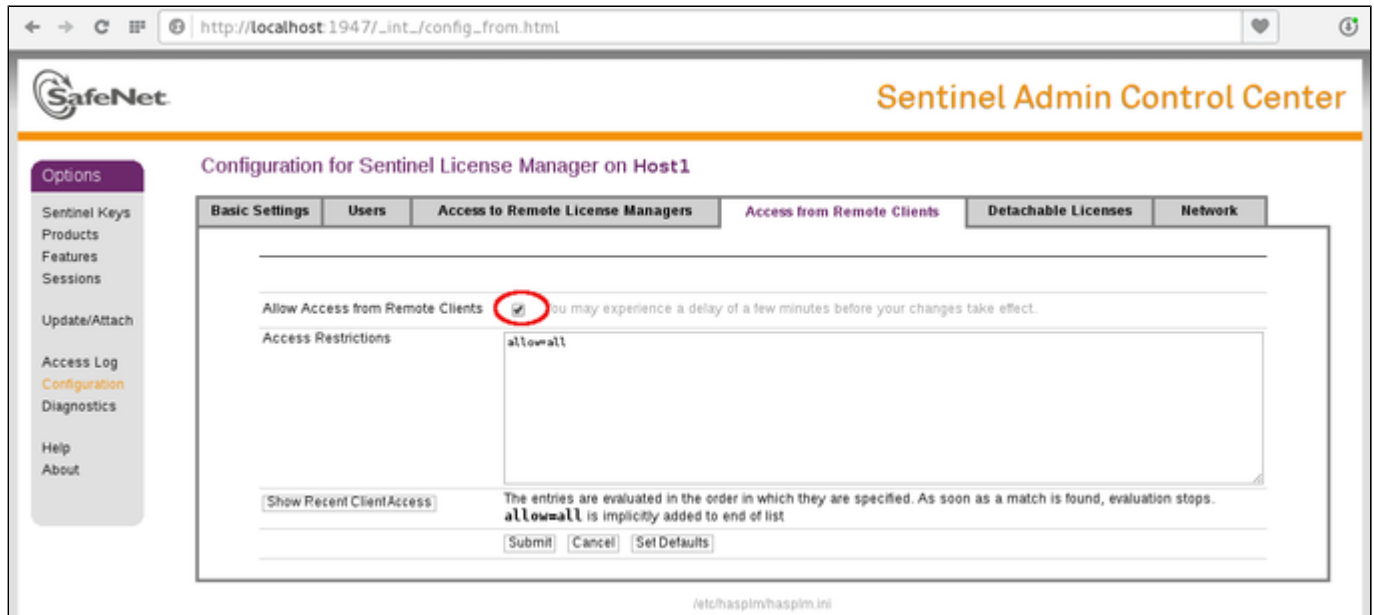 http://localhost:1947/_int_/config_from.html
SafeNet.
Sentinel Admin Control Center
Options
Sentinel Keys
Products
Features
Sessions
Update/Attach
Access Log
Configuration
Diagnostics
Help
About
Configuration for Sentinel License Manager on Host1
Basic Settings
Users
Access to Remote License Managers
Access from Remote Clients
Detachable Licenses
Network
Allow Access from Remote Clients
You may experience a delay of a few minutes before your changes take effect.
Access Restrictions
allow=all
Show Recent Client Access
The entries are evaluated in the order in which they are specified. As soon as a match is found, evaluation stops.
allow=all is implicitly added to end of list
Submit
Cancel
Set Defaults
/etc/hasplm/hasplm.ini